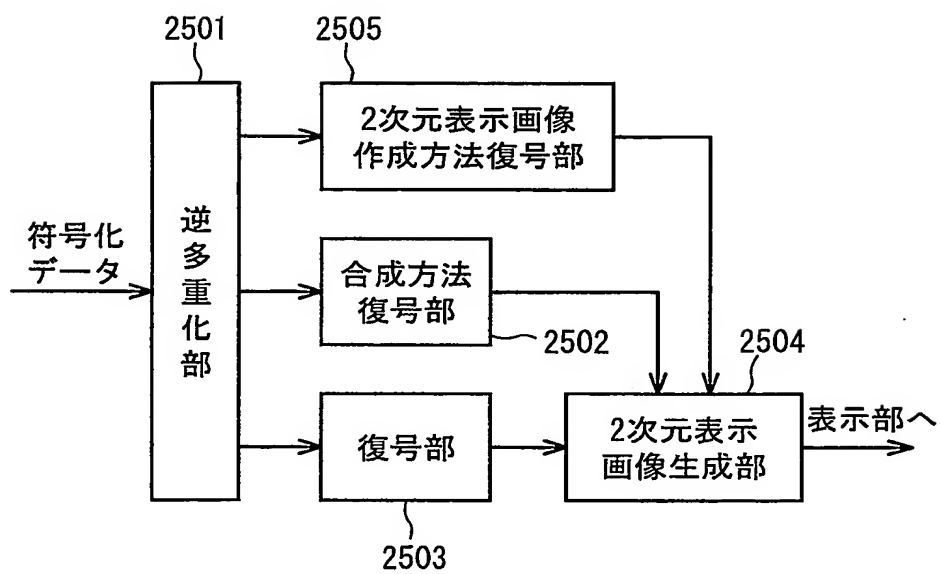 2501
2505
2次元表示画像
作成方法復号部
符号化
データ
逆多重化部
合成方法
復号部
2502
2504
復号部
2次元表示
画像生成部
表示部へ
2503